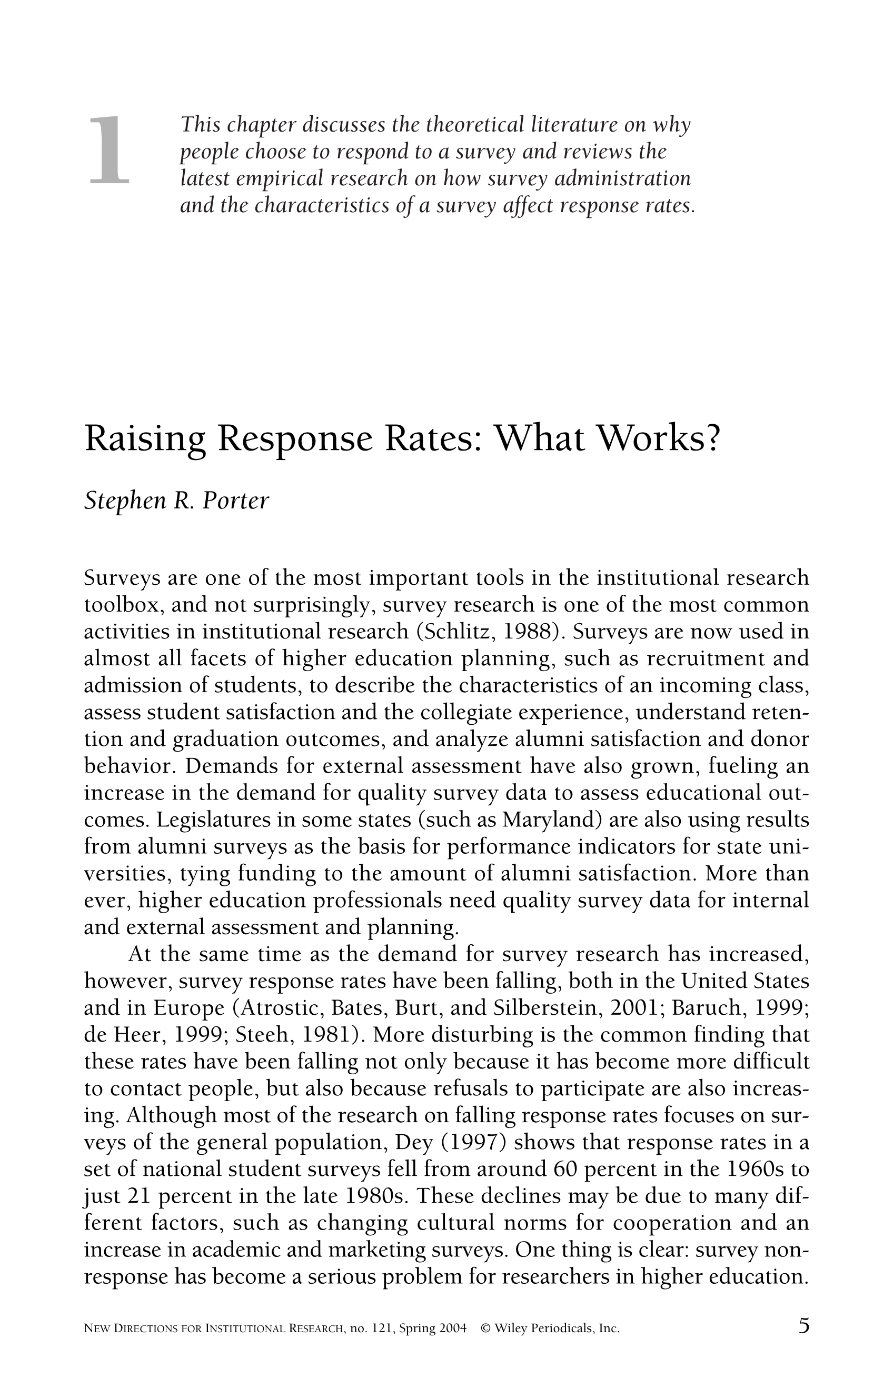 1
This chapter discusses the theoretical literature on why
people choose to respond to a survey and reviews the
latest empirical research on how survey administration
and the characteristics of a survey affect response rates.
Raising Response Rates: What Works?
Stephen R. Porter
Surveys are one of the most important tools in the institutional research
toolbox, and not surprisingly, survey research is one of the most common
activities in institutional research (Schlitz, 1988). Surveys are now used in
almost all facets of higher education planning, such as recruitment and
admission of students, to describe the characteristics of an incoming class,
assess student satisfaction and the collegiate experience, understand reten-
tion and graduation outcomes, and analyze alumni satisfaction and donor
behavior. Demands for external assessment have also grown, fueling an
increase in the demand for quality survey data to assess educational out-
comes. Legislatures in some states (such as Maryland) are also using results
from alumni surveys as the basis for performance indicators for state uni-
versities, tying funding to the amount of alumni satisfaction. More than
ever, higher education professionals need quality survey data for internal
and external assessment and planning.
At the same time as the demand for survey research has increased,
however, survey response rates have been falling, both in the United States
and in Europe (Atrostic, Bates, Burt, and Silberstein, 2001; Baruch, 1999;
de Heer, 1999; Steeh, 1981). More disturbing is the common finding that
these rates have been falling not only because it has become more difficult
to contact people, but also because refusals to participate are also increas-
ing. Although most of the research on falling response rates focuses on sur-
veys of the general population, Dey (1997) shows that response rates in a
set of national student surveys fell from around 60 percent in the 1960s to
just 21 percent in the late 1980s. These declines may be due to many dif-
ferent factors, such as changing cultural norms for cooperation and an
increase in academic and marketing surveys. One thing is clear: survey non-
response has become a serious problem for researchers in higher education.
NEW DIRECTIONS FOR INSTITUTIONAL RESEARCH, no. 121, Spring 2004 © Wiley Periodicals, Inc. 5